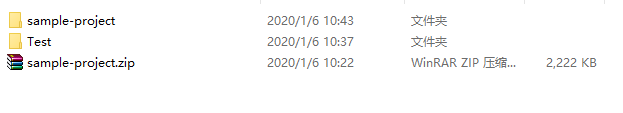 sample-project 2020/1/6 10:43 文件夹
Test 2020/1/6 10:37 文件夹
sample-project.zip 2020/1/6 10:22 WinRAR ZIP 压缩... 2,222 KB